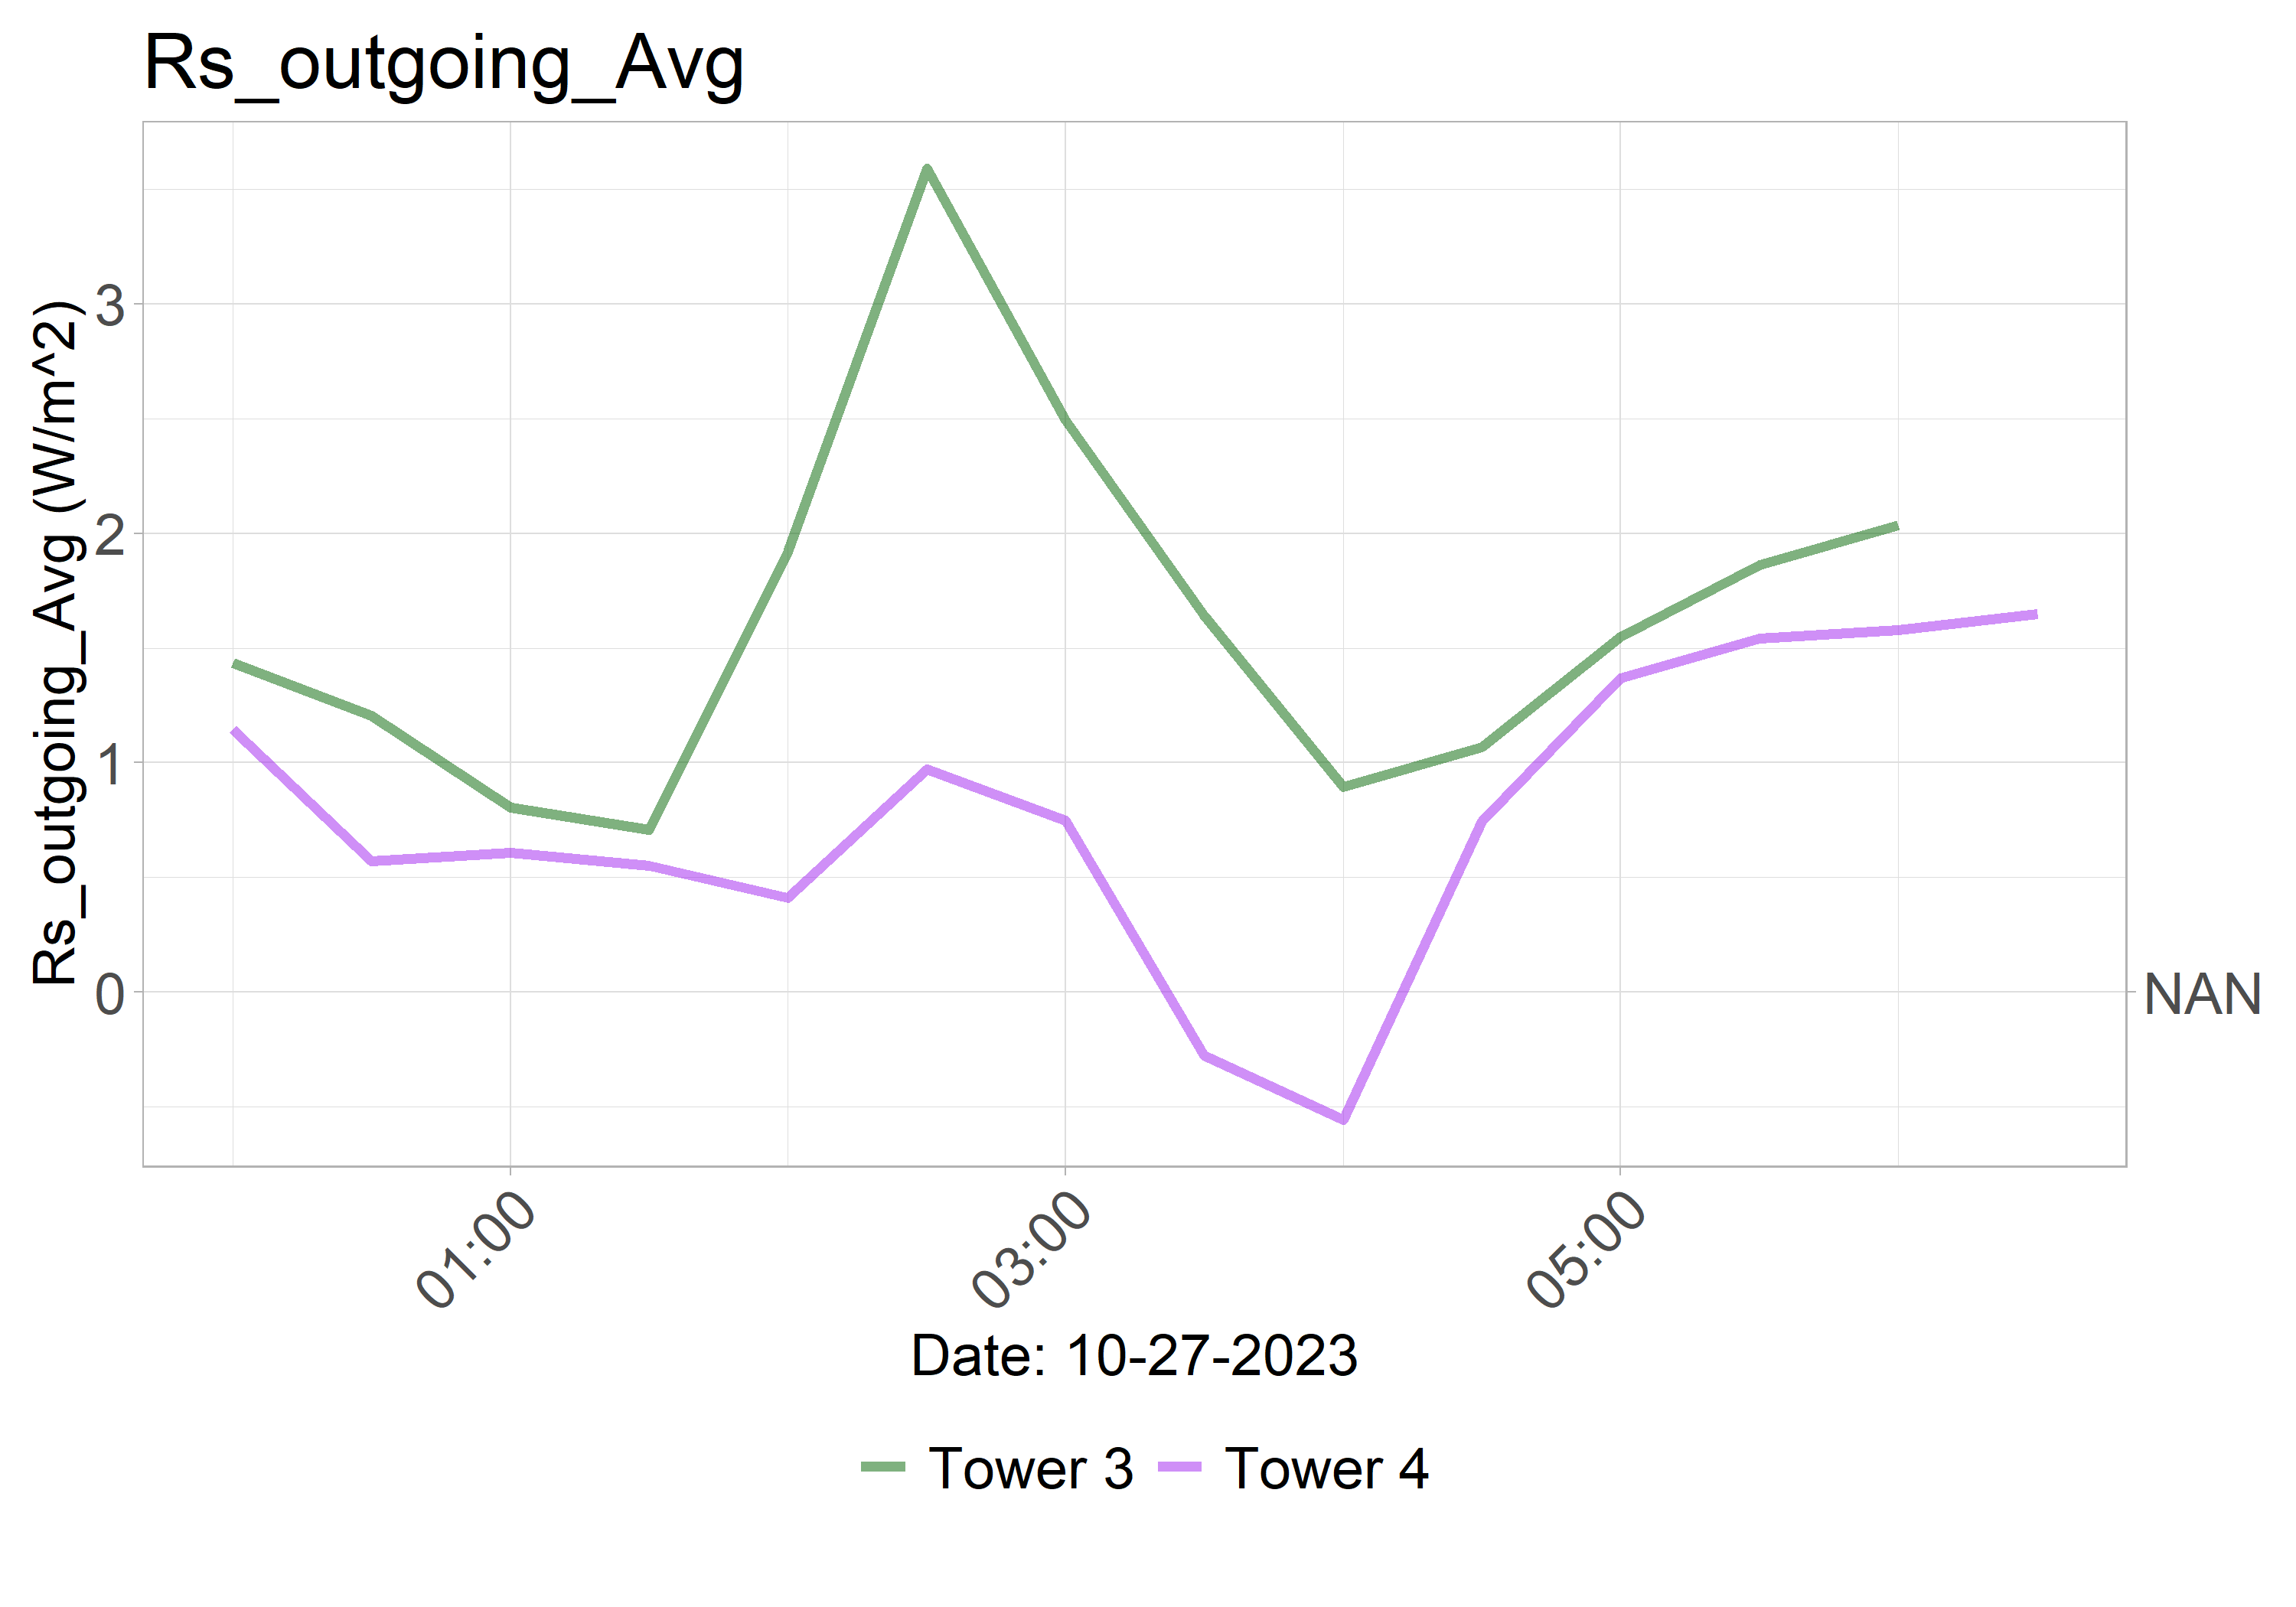 Rs_outgoing_Avg
Rs_outgoing_Avg (W/m^2)
3
2
1
0
NAN
01:00
03:00
05:00
Date: 10-27-2023
Tower 3
Tower 4